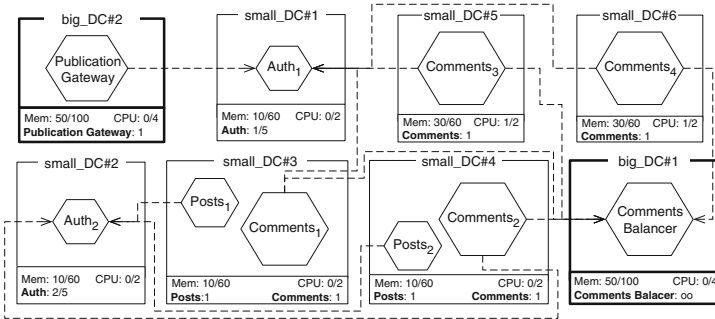 big_DC#2
small_DC#1
small_DC#5
small_DC#6
Publication
Gateway
Auth1
Comments3
Comments4
Mem: 50/100 CPU: 0/4
Publication Gateway: 1
Mem: 10/60 CPU: 0/2
Auth: 1/5
Mem: 30/60 CPU: 1/2
Comments: 1
Mem: 30/60 CPU: 1/2
Comments: 1
small_DC#2
small_DC#3
small_DC#4
big_DC#1
Auth2
Posts1
Comments1
Posts2
Comments2
Comments
Balancer
Mem: 10/60 CPU: 0/2
Auth: 2/5
Mem: 10/60 CPU: 0/2
Posts:1 Comments: 1
Mem: 10/60 CPU: 0/2
Posts: 1 Comments: 1
Mem: 50/100 CPU: 0/4
Comments Balacer: oo